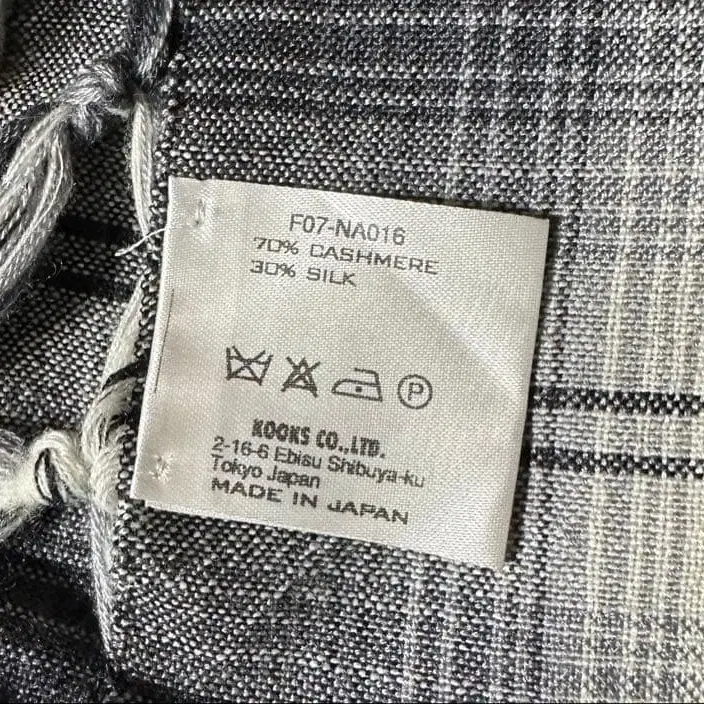 F07-NA016
70% CASHMERE
30% SILK
P
KOOKS CO.,LTD.
2-16-6 Ebisu Shibuya-ku
Tokyo Japan
MADE IN JAPAN